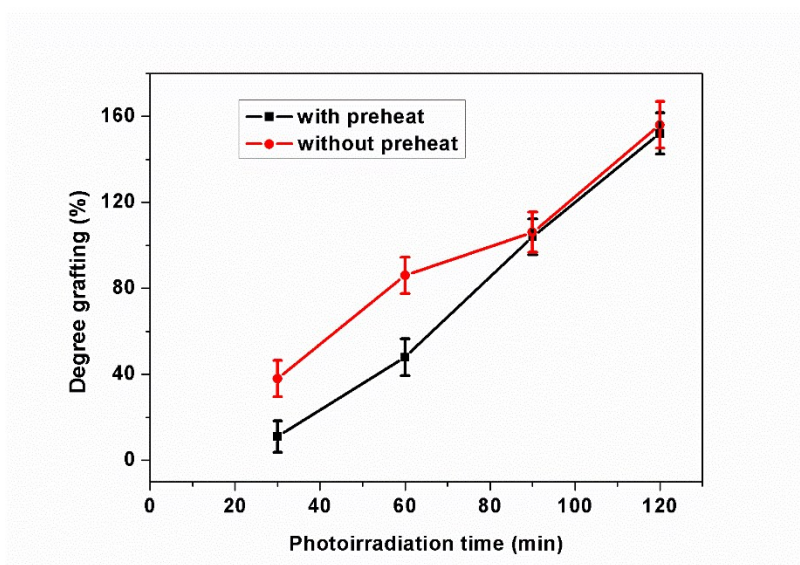 with preheat
without preheat
160
120
80
40
0
Degree grafting (%)
0 20 40 60 80 100 120
Photoirradiation time (min)